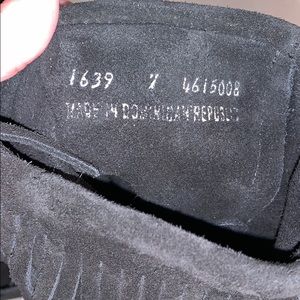 1639 7 4615008
MADE IN DOMINICAN REPUBLIC